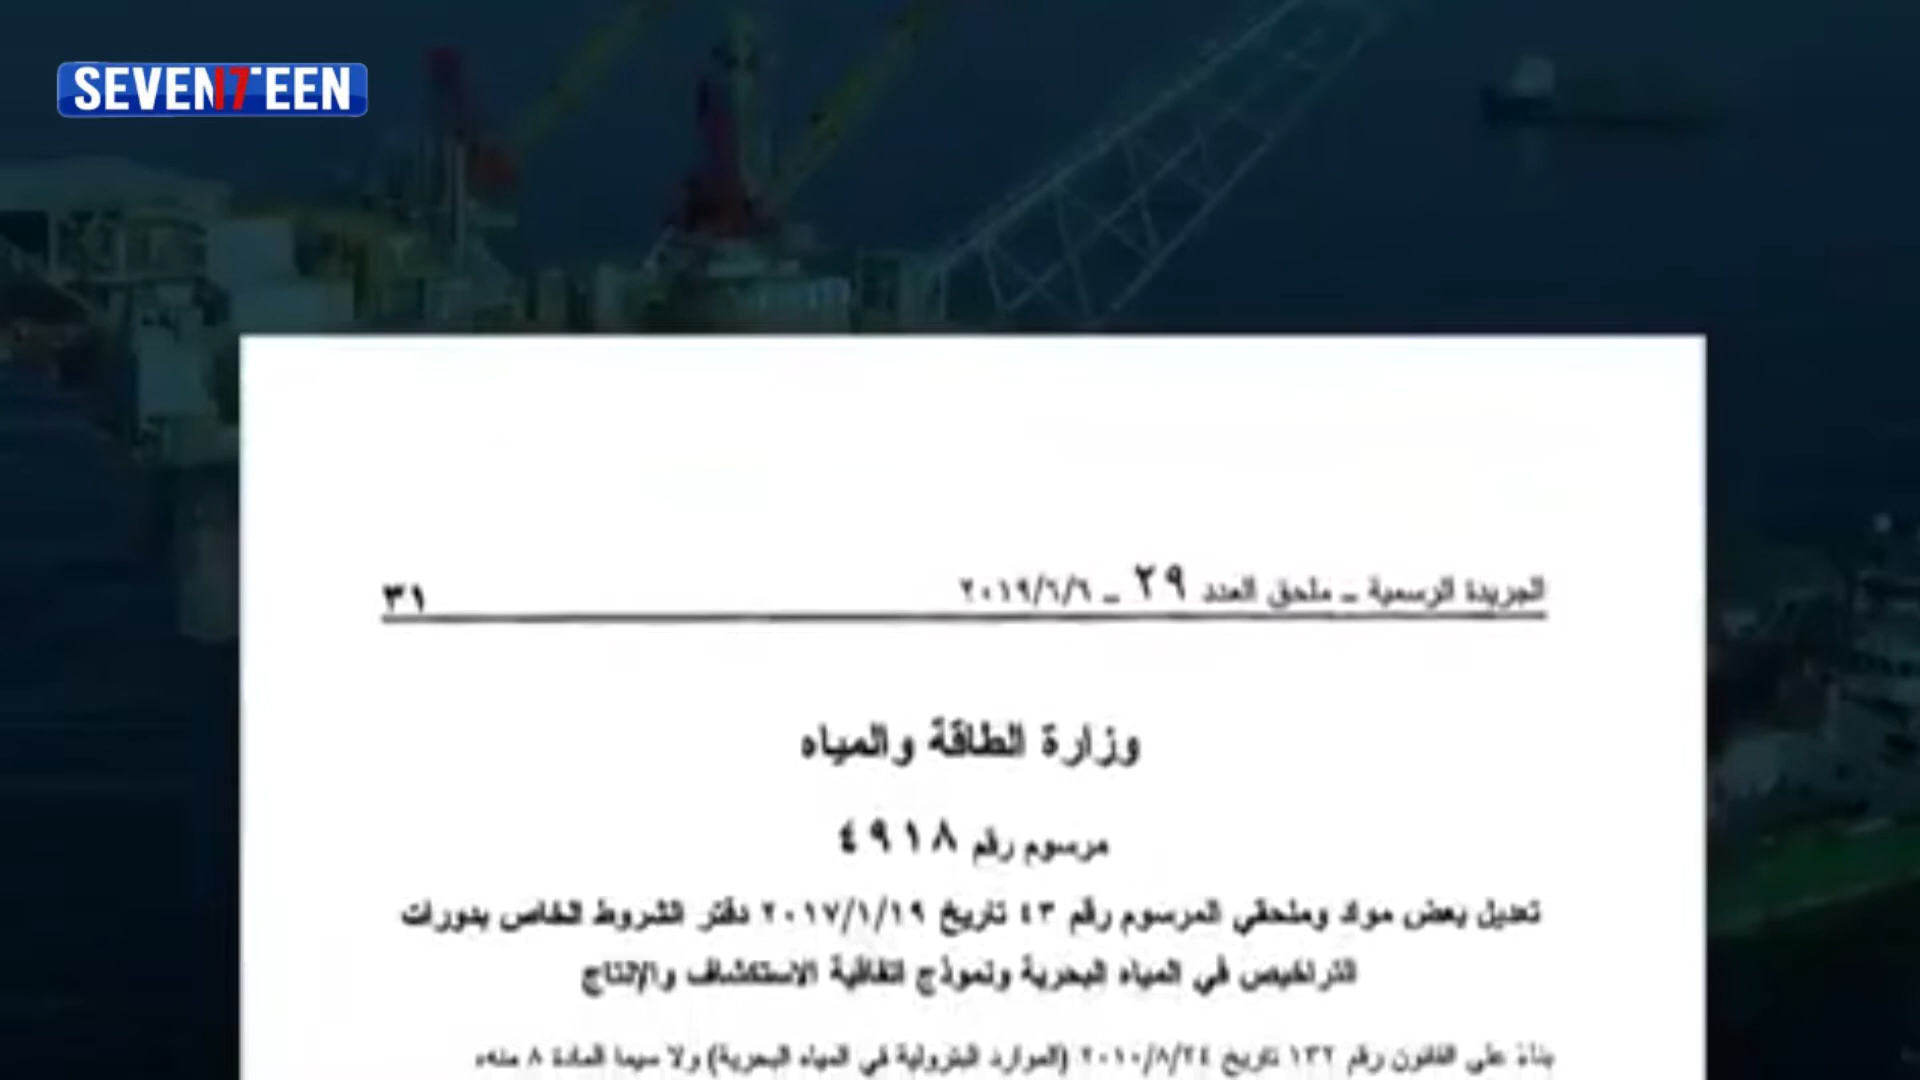 SEVEN17EEN
الجريدة الرسمية – ملحق العدد ٢٩ – ٢٠١٩/٦/٦
٣١
وزارة الطاقة والمياه
مرسوم رقم ٤٩١٨
تعديل بعض مواد وملحقي المرسوم رقم ٤٣ تاريخ ٢٠١٧/١/١٩ دفتر الشروط الخاص بدورات
التراخيص في المياه البحرية ونموذج اتفاقية الاستكشاف والإنتاج
بناءً على القانون رقم ١٣٢ تاريخ ٢٠١٠/٨/٢٤ (الموارد البترولية في المياه البحرية) ولا سيما المادة ٨ منه،